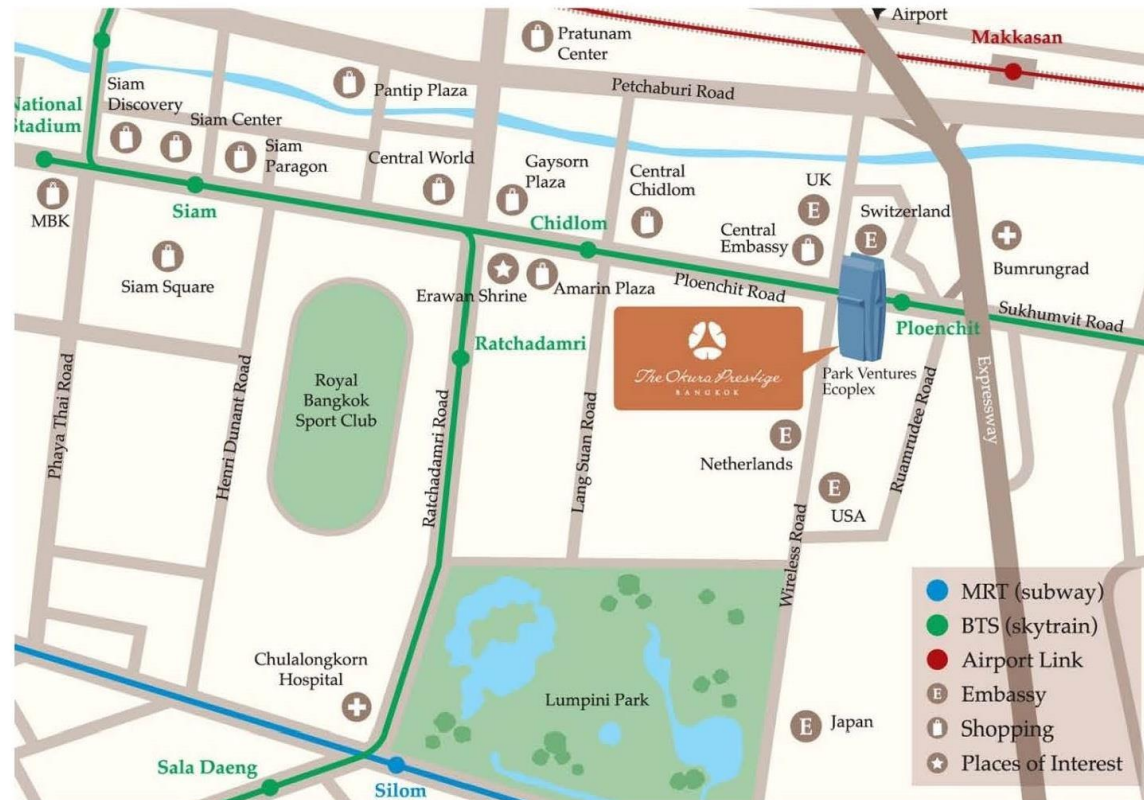 Airport
Makkasan
Pratunam
Center
Petchaburi Road
Pantip Plaza
Siam
Discovery
Siam Center
National
Stadium
Siam
Paragon
Central World
Gaysorn
Plaza
Central
Chidlom
UK
E
Switzerland
E
MBK
Siam
Chidlom
Central
Embassy
Bumrungrad
Siam Square
Erawan Shrine
Amarin Plaza
Ploenchit Road
Ploenchit
Sukhumvit Road
Ratchadamri
The Okura Prestige
BANGKOK
Park Ventures
Ecoplex
Royal
Bangkok
Sport Club
Phaya Thai Road
Henri Dunant Road
Ratchadamri Road
Lang Suan Road
Ruamrudee Road
Expressway
E
Netherlands
E
USA
Wireless Road
MRT (subway)
BTS (skytrain)
Airport Link
E
Embassy
Shopping
Places of Interest
Chulalongkorn
Hospital
Lumpini Park
E
Japan
Sala Daeng
Silom